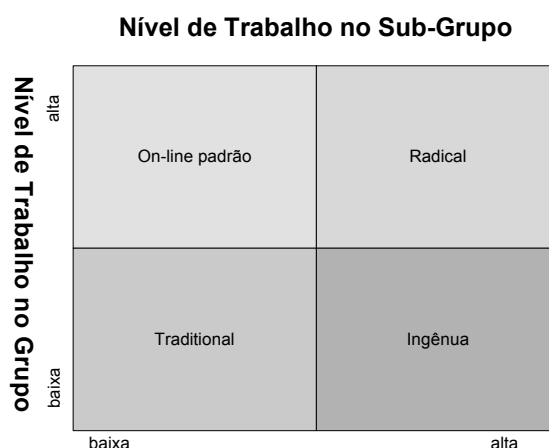 Nível de Trabalho no Sub-Grupo
Nível de Trabalho no Grupo
alta
On-line padrão
Radical
Traditional
Ingênua
baixa
baixa
alta